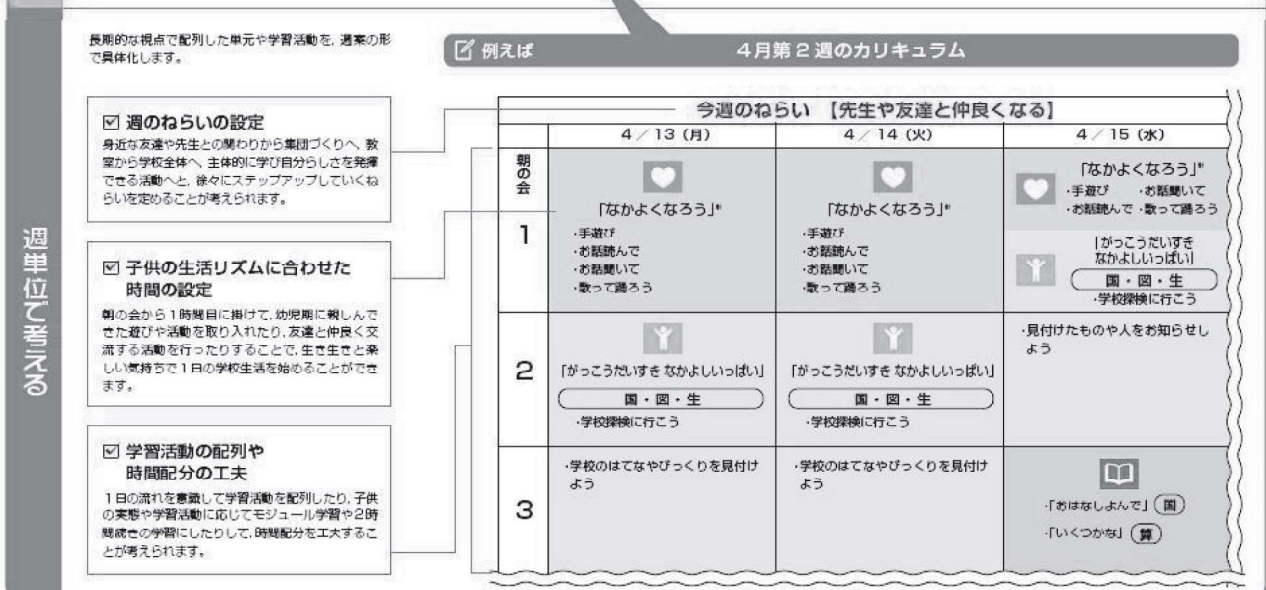 週単位で考える
長期的な視点で配列した単元や学習活動を, 週案の形
で具体化します。
☑ 週のねらいの設定
身近な友達や先生との関わりから集団づくりへ, 教
室から学校全体へ, 主体的に学び自分らしさを発揮
できる活動へと, 徐々にステップアップしていくね
らいを定めることが考えられます。
☑ 子供の生活リズムに合わせた
時間の設定
朝の会から1時間目に掛けて, 幼児期に親しんで
きた遊びや活動を取り入れたり, 友達と仲良く交
流する活動を行ったりすることで, 生き生きと楽
しい気持ちで1日の学校生活を始めることができ
ます。
☑ 学習活動の配列や
時間配分の工夫
1日の流れを意識して学習活動を配列したり, 子供
の実態や学習活動に応じてモジュール学習や2時
間続きの学習にしたりして, 時間配分を工夫するこ
とが考えられます。
例えば 4月第2週のカリキュラム
今週のねらい 【先生や友達と仲良くなる】
4/13（月） 4/14（火） 4/15（水）
朝の会
1
「なかよくなろう」*
・手遊び
・お話読んで
・お話聞いて
・歌って踊ろう
「なかよくなろう」*
・手遊び
・お話読んで
・お話聞いて
・歌って踊ろう
「なかよくなろう」*
・手遊び ・お話聞いて
・お話読んで ・歌って踊ろう
「がっこうだいすき
なかよしいっぱい」
国・図・生
・学校探検に行こう
2
「がっこうだいすき なかよしいっぱい」
国・図・生
・学校探検に行こう
「がっこうだいすき なかよしいっぱい」
国・図・生
・学校探検に行こう
・見付けたものや人をお知らせし
よう
3
・学校のはてなやびっくりを見付け
よう
・学校のはてなやびっくりを見付け
よう
・「おはなしよんで」 国
・「いくつかな」 算